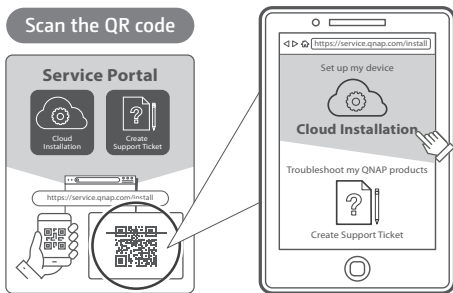 Scan the QR code
Service Portal
Cloud
Installation
Create
Support Ticket
https://service.qnap.com/install
https://service.qnap.com/install
Set up my device
Cloud Installation
Troubleshoot my QNAP products
Create Support Ticket